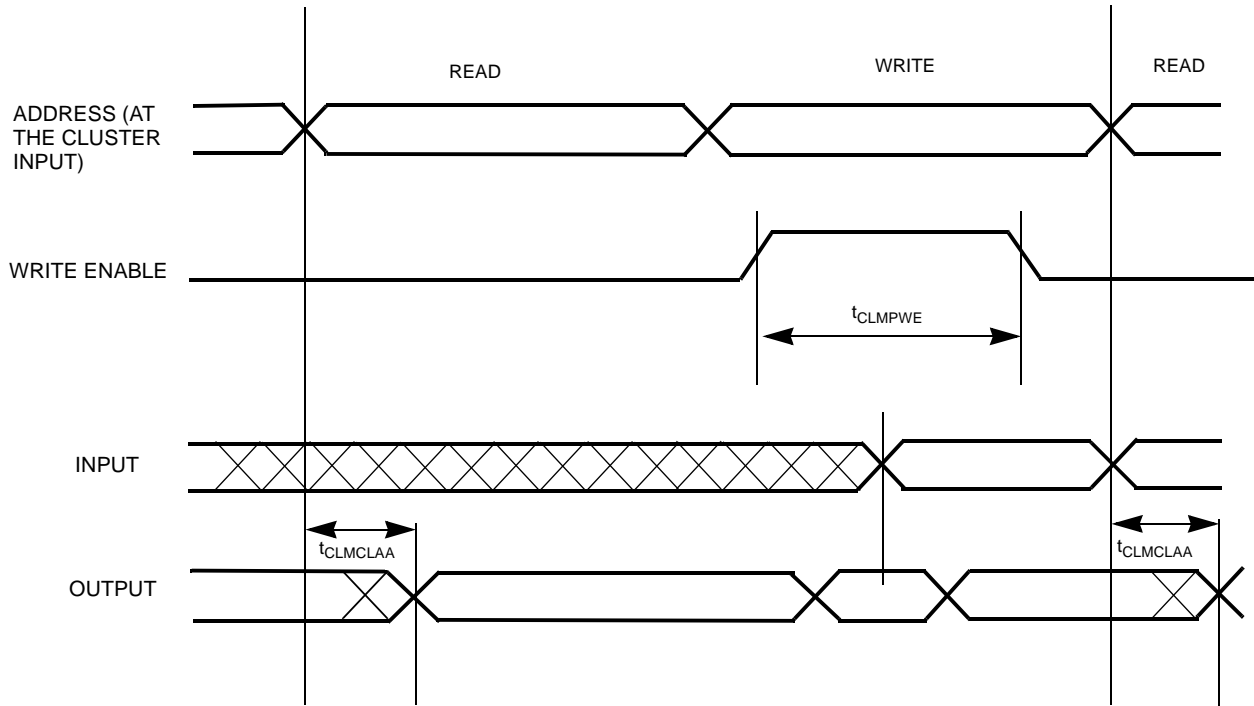 READ
WRITE
READ
ADDRESS (AT
THE CLUSTER
INPUT)
WRITE ENABLE
tCLMPWE
INPUT
tCLMCLAA
tCLMCLAA
OUTPUT